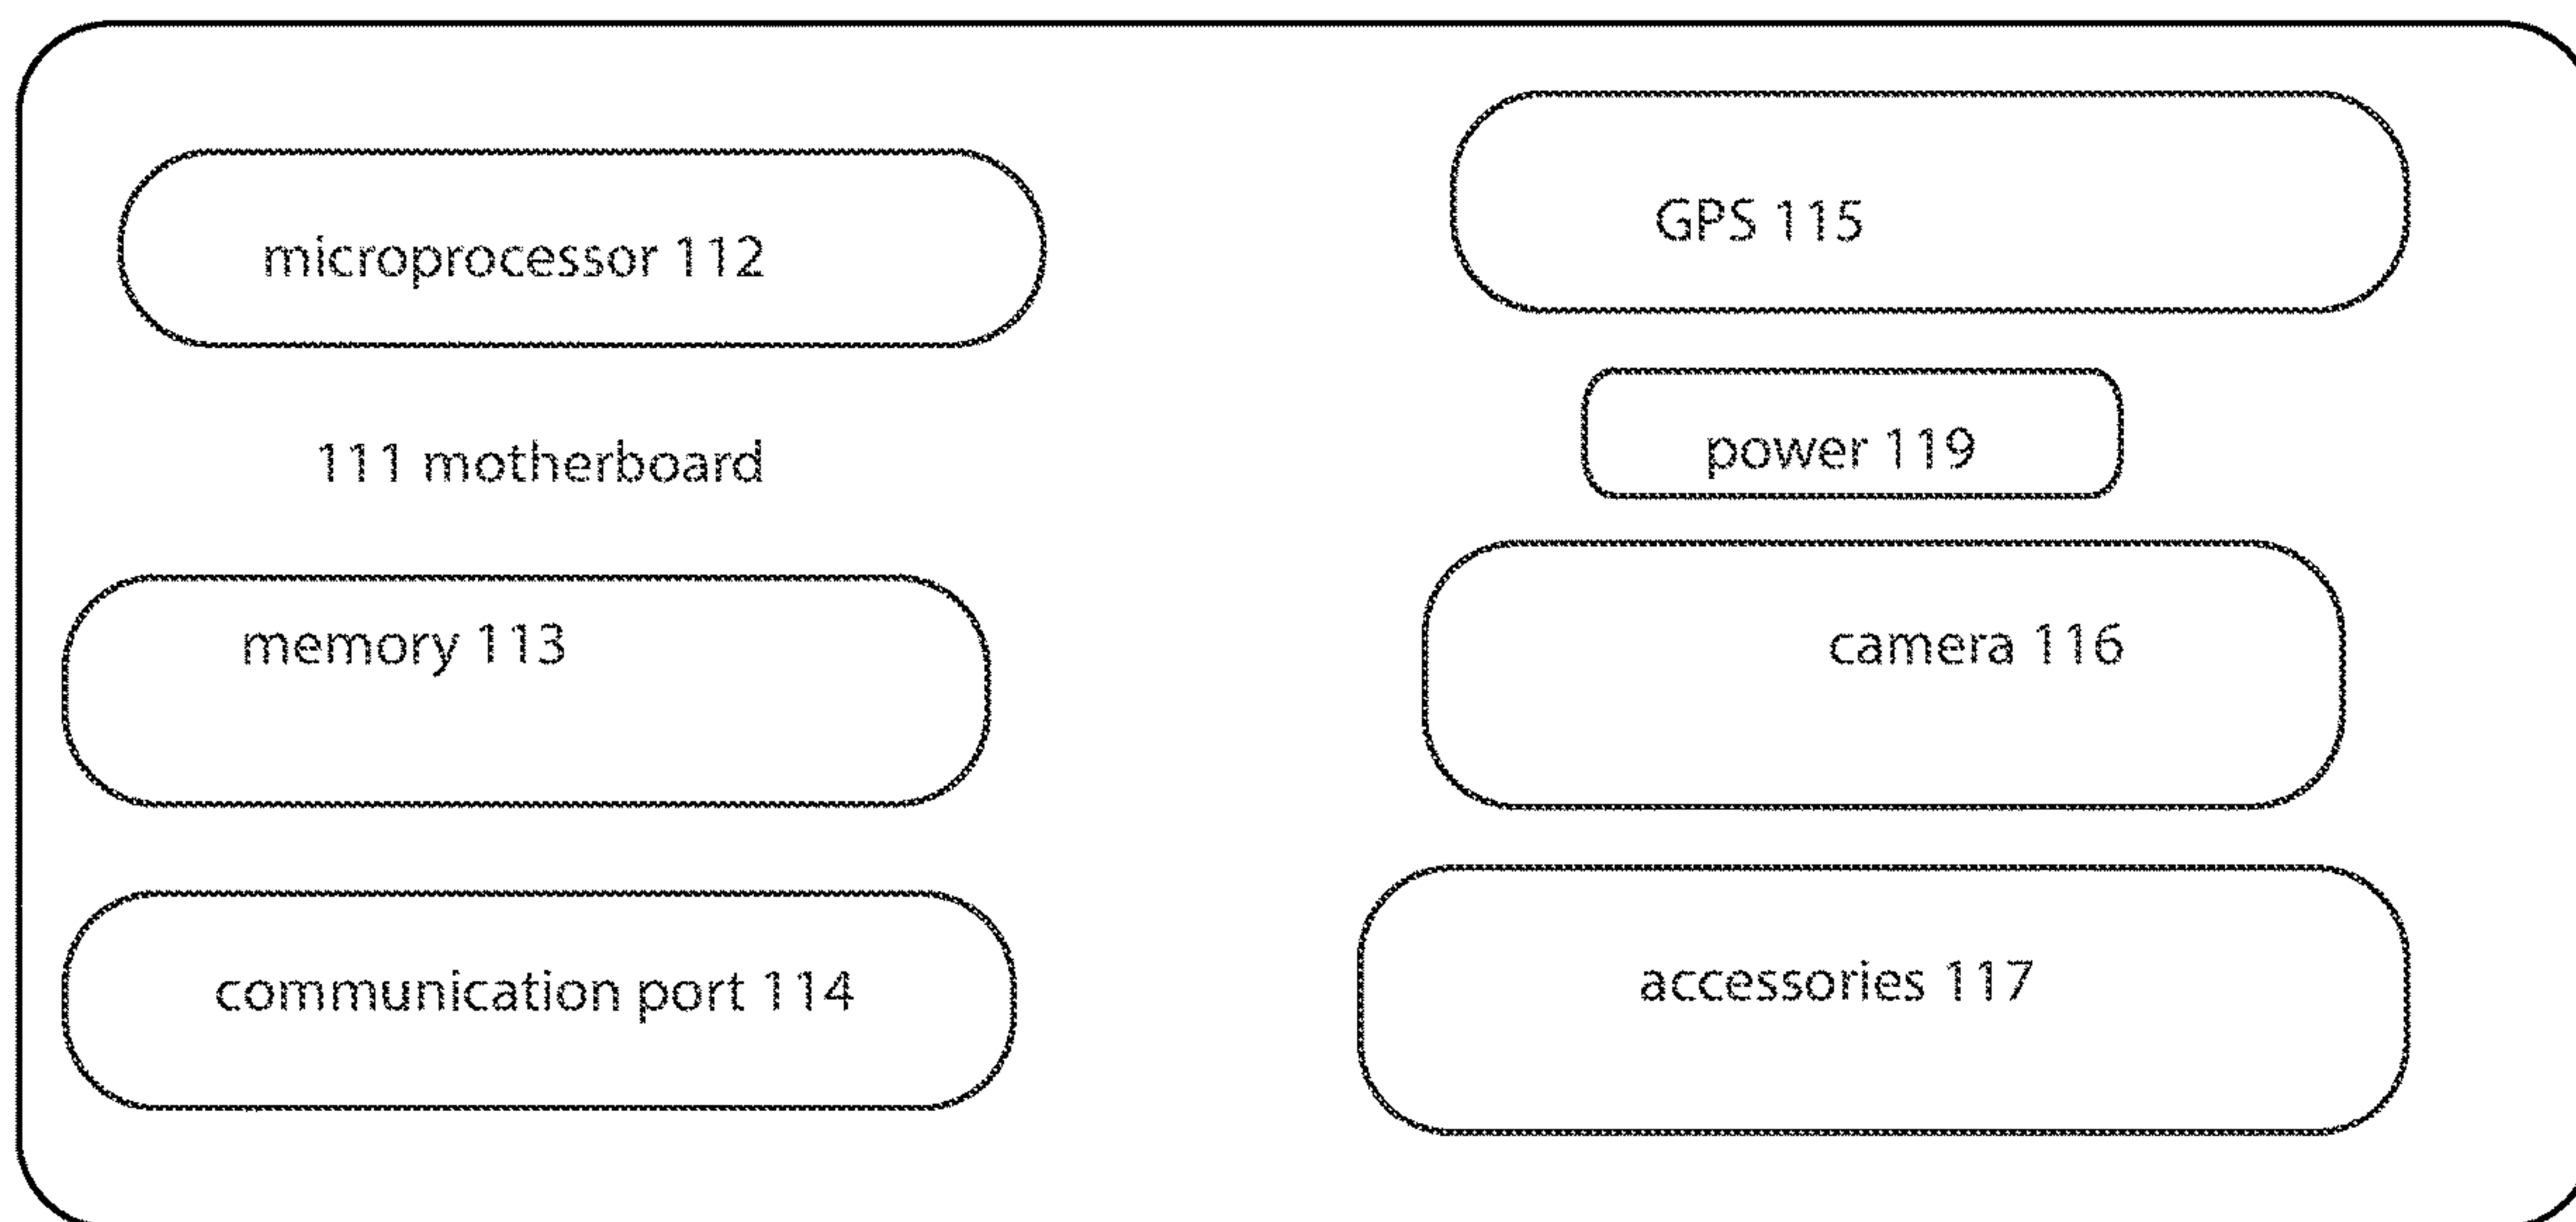 microprocessor 112
111 motherboard
memory 113
communication port 114
GPS 115
power 119
camera 116
accessories 117